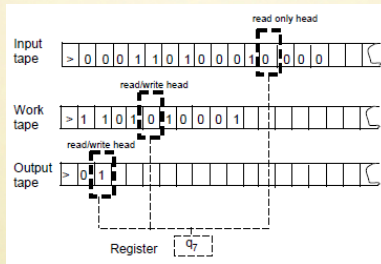 read only head
Input
tape
> 0 0 0 1 1 0 1 0 0 0 1 0 0 0 0
read/write head
Work
tape
> 1 1 0 1 0 1 0 0 0 1
read/write head
Output
tape
> 0 1
Register q7